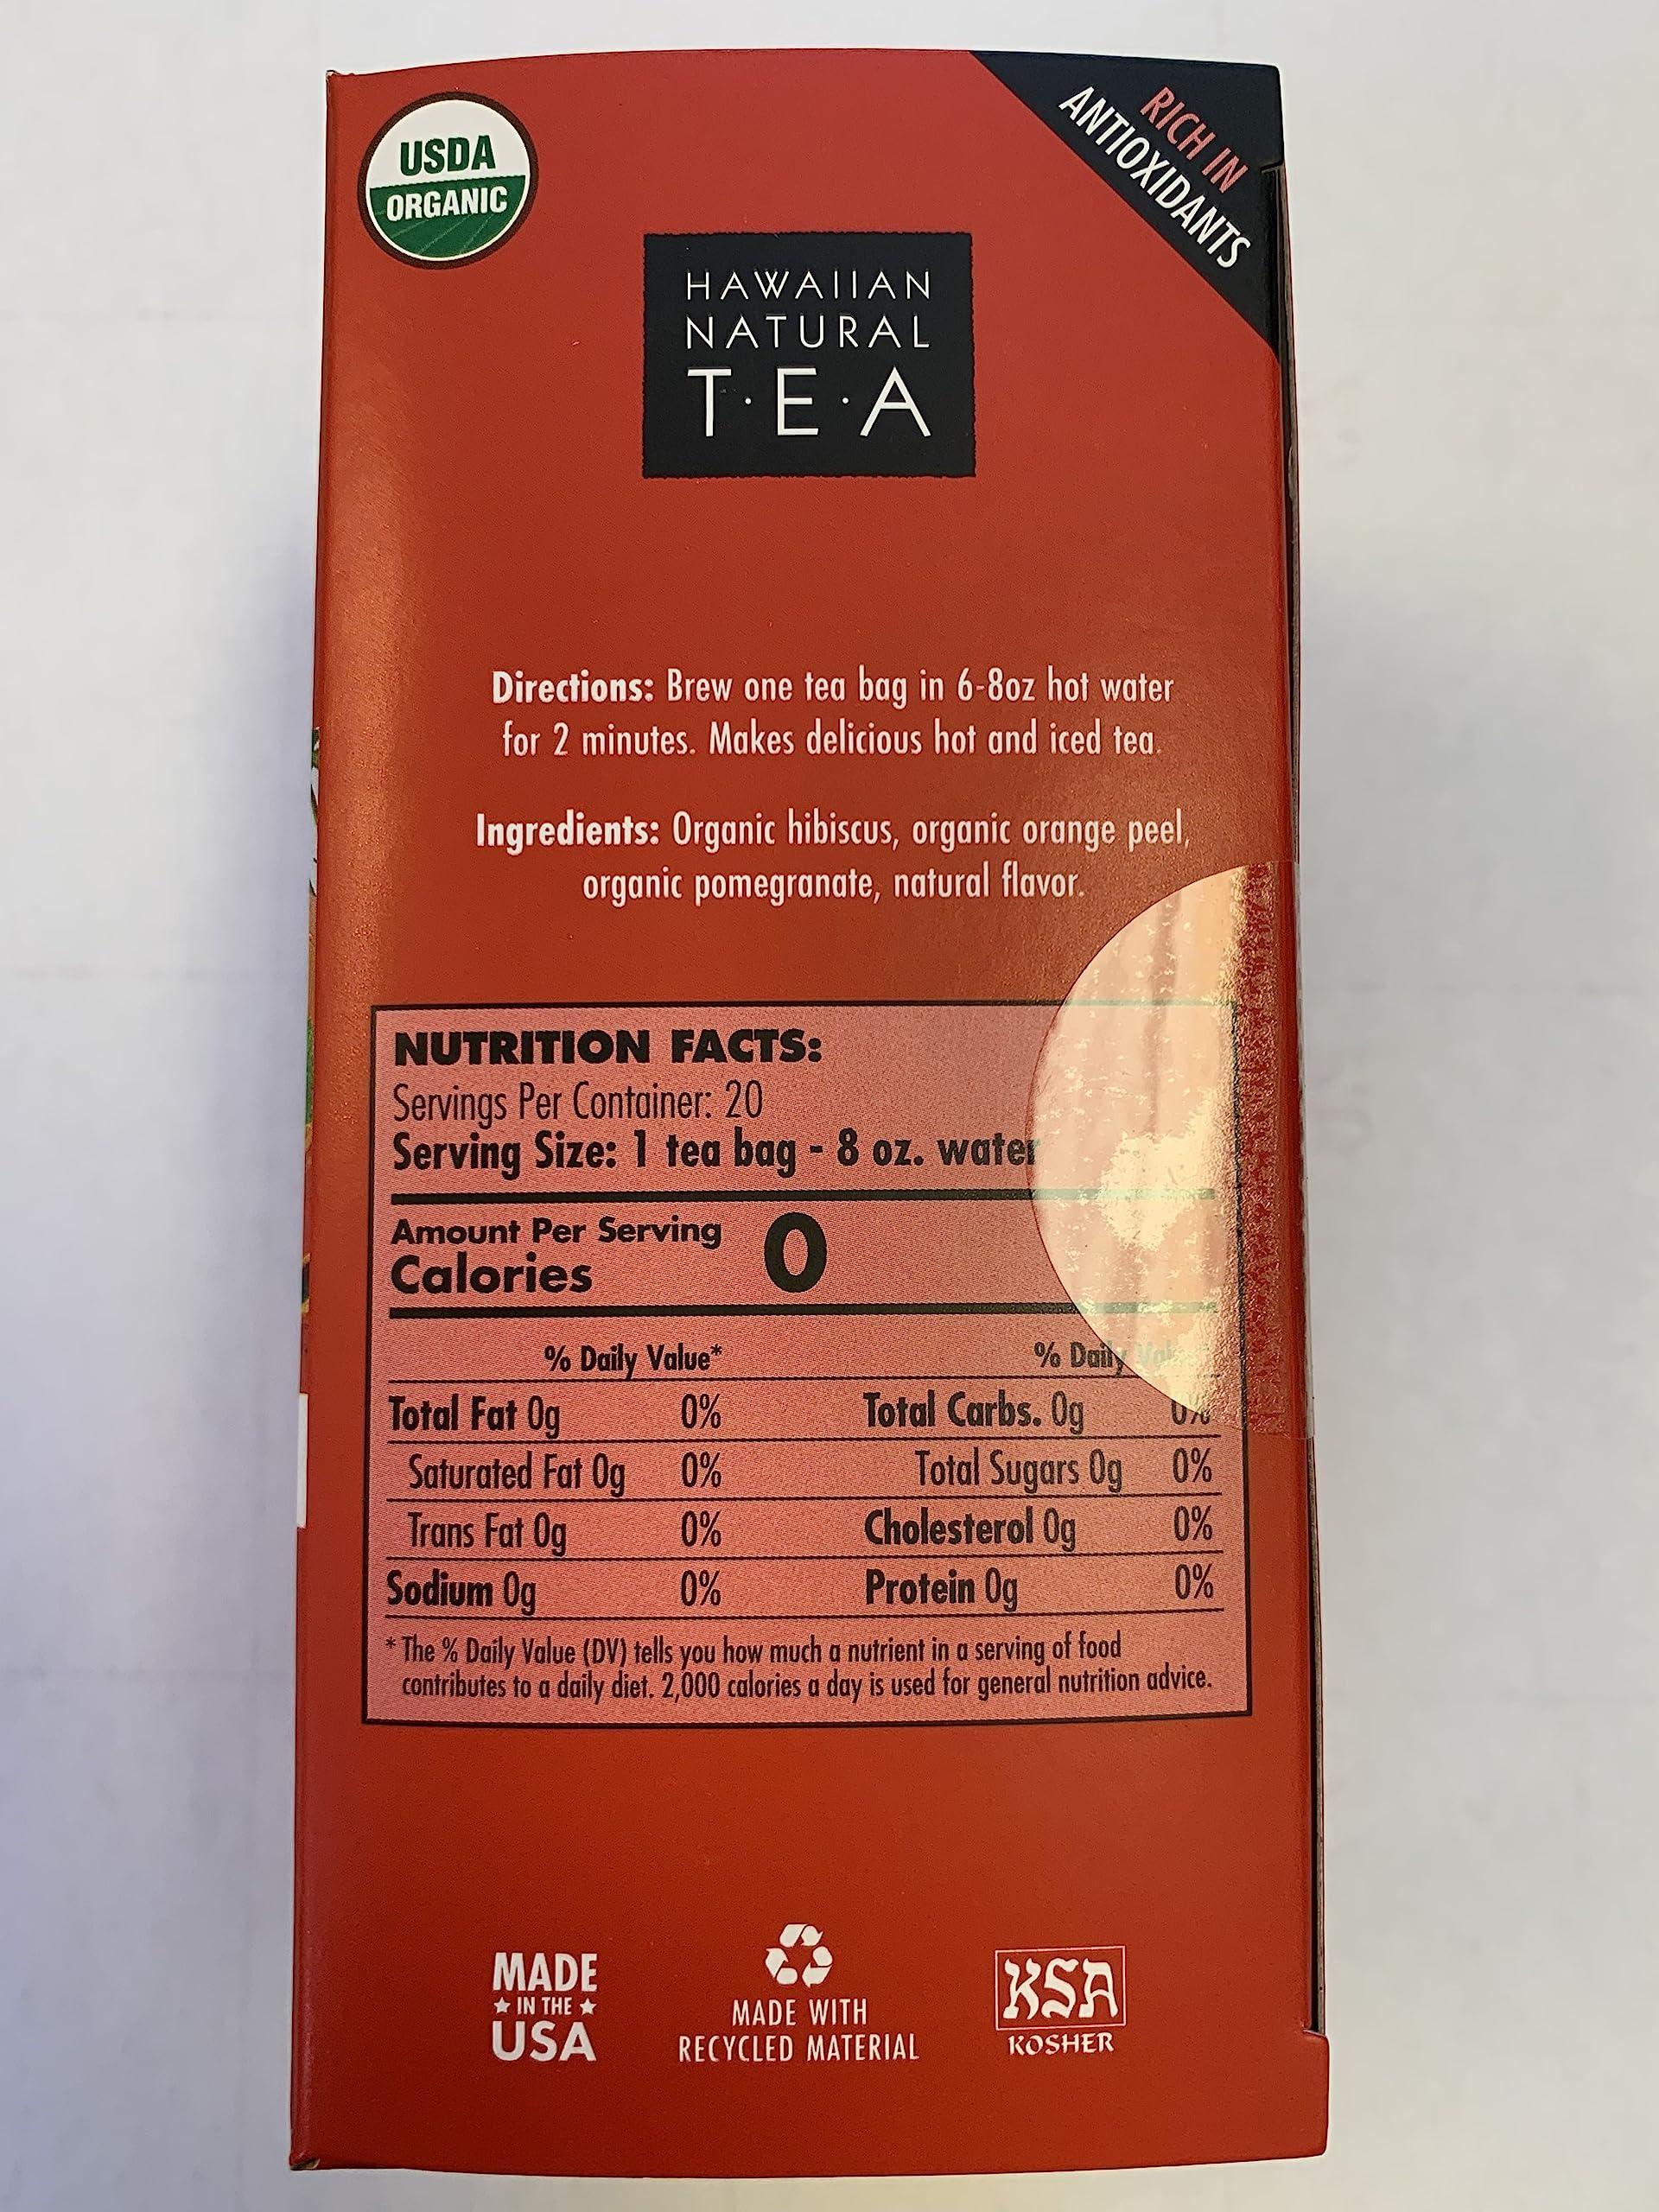 USDA
ORGANIC
RICH IN
ANTIOXIDANTS
HAWAIIAN
NATURAL
T·E·A
Directions: Brew one tea bag in 6-8oz hot water
for 2 minutes. Makes delicious hot and iced tea.
Ingredients: Organic hibiscus, organic orange peel,
organic pomegranate, natural flavor.
NUTRITION FACTS:
Servings Per Container: 20
Serving Size: 1 tea bag - 8 oz. water
Amount Per Serving
Calories 0
% Daily Value* % Daily
Total Fat 0g 0% Total Carbs. 0g 0%
Saturated Fat 0g 0% Total Sugars 0g 0%
Trans Fat 0g 0% Cholesterol 0g 0%
Sodium 0g 0% Protein 0g 0%
* The % Daily Value (DV) tells you how much a nutrient in a serving of food
contributes to a daily diet. 2,000 calories a day is used for general nutrition advice.
MADE
★ IN THE ★
USA
MADE WITH
RECYCLED MATERIAL
KSA
KOSHER